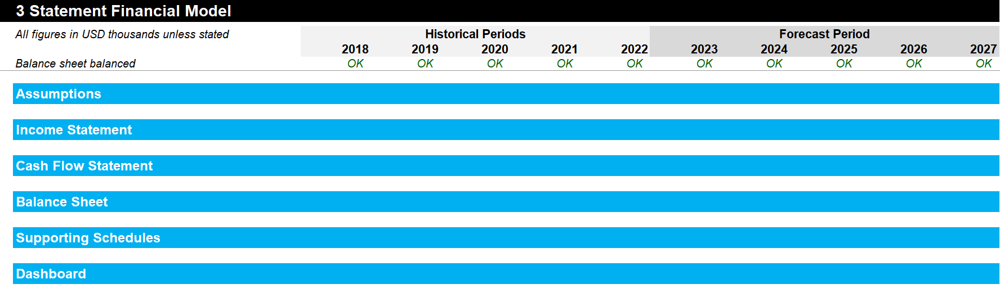 3 Statement Financial Model
All figures in USD thousands unless stated Historical Periods Forecast Period
2018 2019 2020 2021 2022 2023 2024 2025 2026 2027
Balance sheet balanced OK OK OK OK OK OK OK OK OK OK
Assumptions
Income Statement
Cash Flow Statement
Balance Sheet
Supporting Schedules
Dashboard